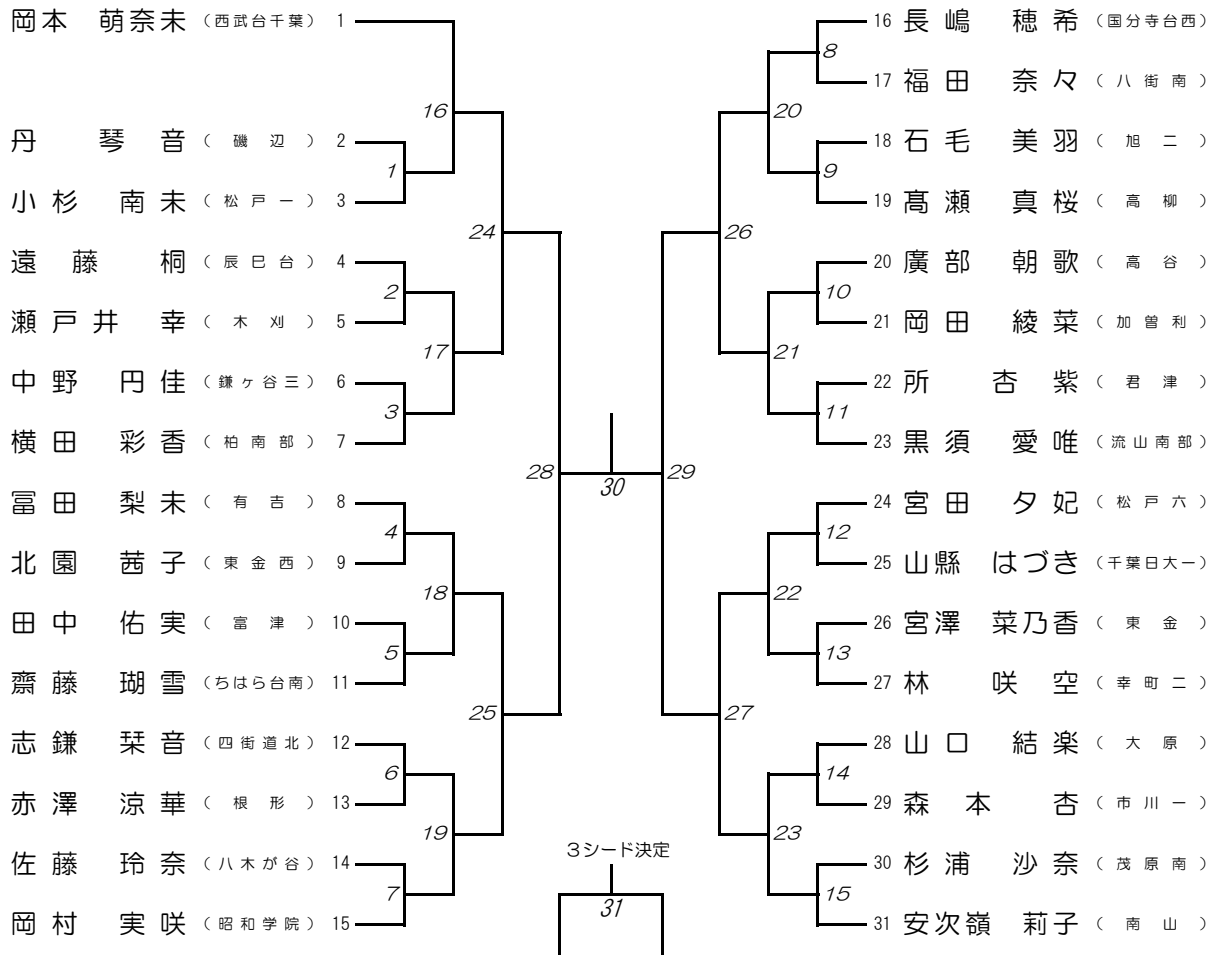 岡本 萌奈未 (西武台千葉) 1
丹 琴音 (磯辺) 2
小杉 南未 (松戸一) 3
遠藤 桐 (辰巳台) 4
瀬戸井 幸 (木刈) 5
中野 円佳 (鎌ヶ谷三) 6
横田 彩香 (柏南部) 7
冨田 梨未 (有吉) 8
北園 茜子 (東金西) 9
田中 佑実 (富津) 10
齋藤 瑚雪 (ちはら台南) 11
志鎌 栞音 (四街道北) 12
赤澤 涼華 (根形) 13
佐藤 玲奈 (八木が谷) 14
岡村 実咲 (昭和学院) 15
1
2
3
4
5
6
7
16
17
18
19
24
25
28
30
3シード決定
31
29
26
27
20
21
22
23
8
9
10
11
12
13
14
15
16 長嶋 穂希 (国分寺台西)
17 福田 奈々 (八街南)
18 石毛 美羽 (旭二)
19 髙瀬 真桜 (高柳)
20 廣部 朝歌 (高谷)
21 岡田 綾菜 (加曽利)
22 所 杏紫 (君津)
23 黒須 愛唯 (流山南部)
24 宮田 夕妃 (松戸六)
25 山縣 はづき (千葉日大一)
26 宮澤 菜乃香 (東金)
27 林 咲空 (幸町二)
28 山口 結楽 (大原)
29 森本 杏 (市川一)
30 杉浦 沙奈 (茂原南)
31 安次嶺 莉子 (南山)